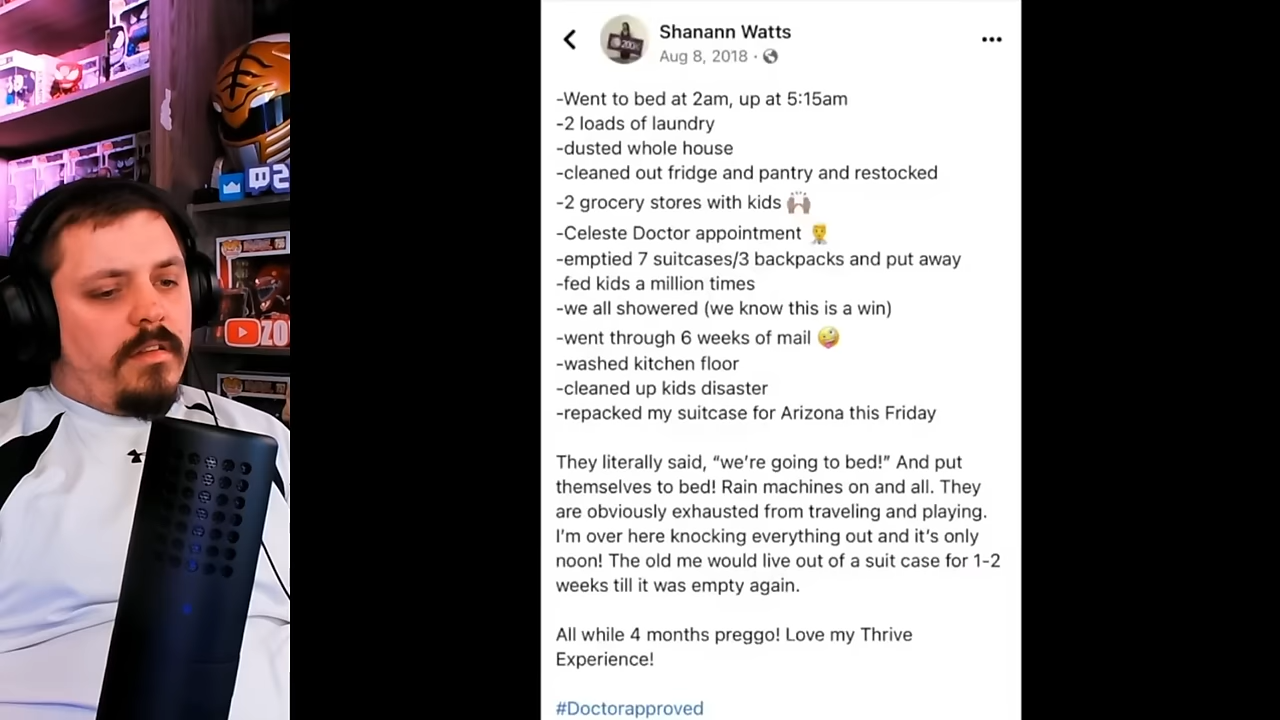 Shanann Watts
Aug 8, 2018 ·
-Went to bed at 2am, up at 5:15am
-2 loads of laundry
-dusted whole house
-cleaned out fridge and pantry and restocked
-2 grocery stores with kids 🙌🏽
-Celeste Doctor appointment 👨‍⚕️
-emptied 7 suitcases/3 backpacks and put away
-fed kids a million times
-we all showered (we know this is a win)
-went through 6 weeks of mail 🤪
-washed kitchen floor
-cleaned up kids disaster
-repacked my suitcase for Arizona this Friday
They literally said, “we’re going to bed!” And put
themselves to bed! Rain machines on and all. They
are obviously exhausted from traveling and playing.
I’m over here knocking everything out and it’s only
noon! The old me would live out of a suit case for 1-2
weeks till it was empty again.
All while 4 months preggo! Love my Thrive
Experience!
#Doctorapproved